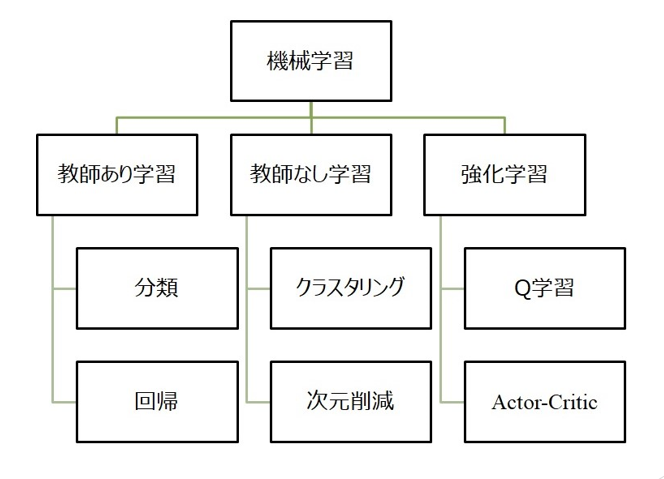 機械学習
教師あり学習
教師なし学習
強化学習
分類
クラスタリング
Q学習
回帰
次元削減
Actor-Critic